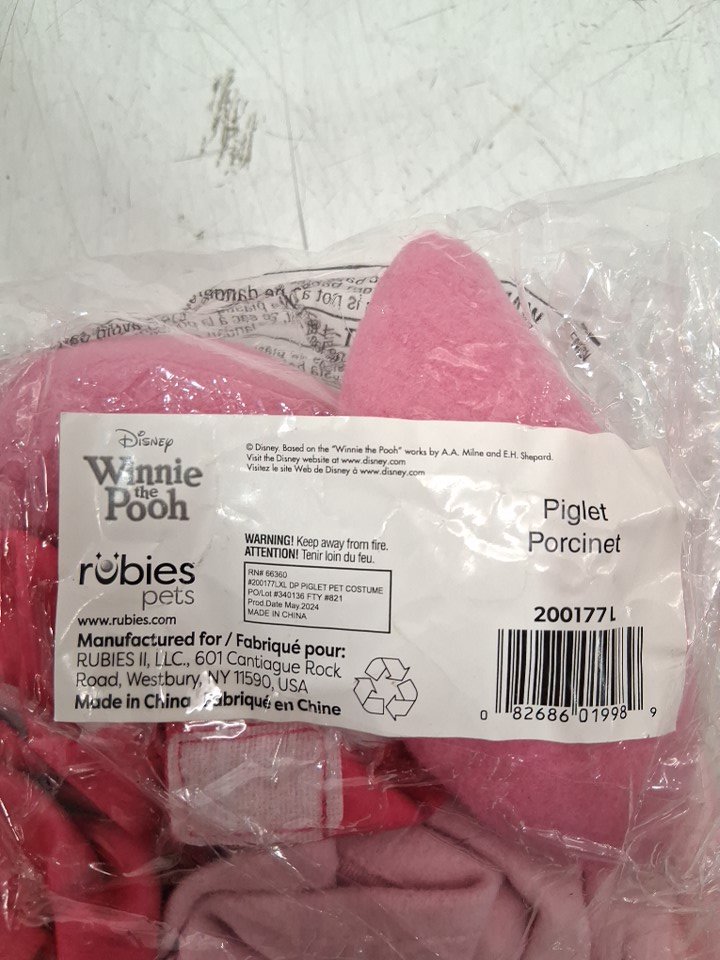 DISNEY
Winnie
the
Pooh
© Disney. Based on the "Winnie the Pooh" works by A.A. Milne and E.H. Shepard.
Visit the Disney website at www.disney.com
Visitez le site Web de Disney à www.disney.com
Piglet
Porcinet
WARNING! Keep away from fire.
ATTENTION! Tenir loin du feu.
rubies
pets
www.rubies.com
RN# 66360
#200177LXL DP PIGLET PET COSTUME
PO/Lot #340136 FTY #821
Prod.Date May.2024
MADE IN CHINA
Manufactured for / Fabriqué pour:
RUBIES II, LLC., 601 Cantiague Rock
Road, Westbury, NY 11590, USA
Made in China Fabriqué en Chine
200177L
0 82686 01998 9
is not a